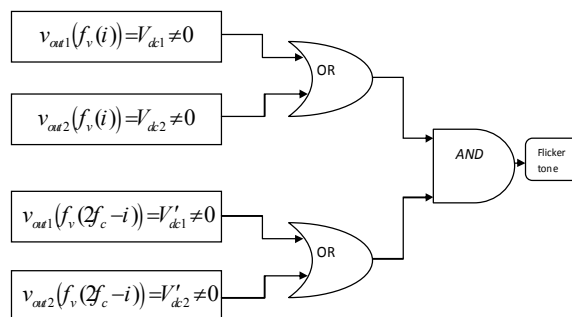 v_out1(f_v(i))=V_dc1≠0
OR
v_out2(f_v(i))=V_dc2≠0
AND
Flicker
tone
v_out1(f_v(2f_c-i))=V'_dc1≠0
OR
v_out2(f_v(2f_c-i))=V'_dc2≠0